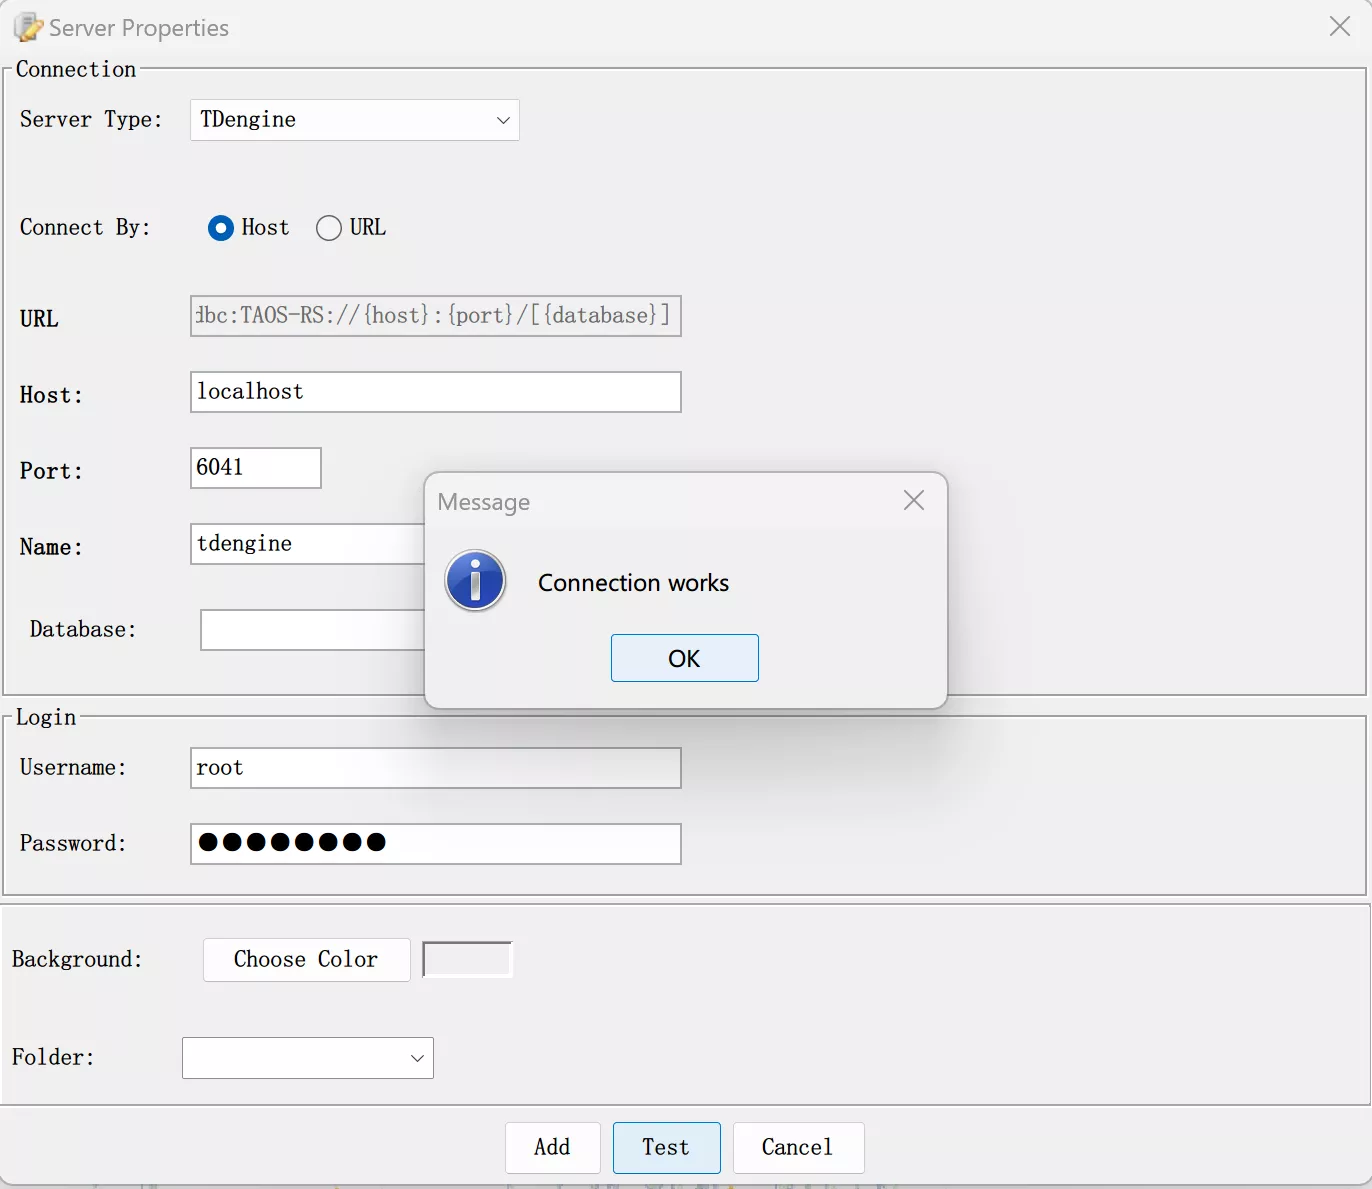 Server Properties
Connection
Server Type: TDengine
Connect By: Host URL
URL dbc:TAOS-RS://{host}:{port}/[{database}]
Host: localhost
Port: 6041
Message
Name: tdengine
Connection works
Database:
OK
Login
Username: root
Password: ●●●●●●●●
Background: Choose Color
Folder:
Add Test Cancel